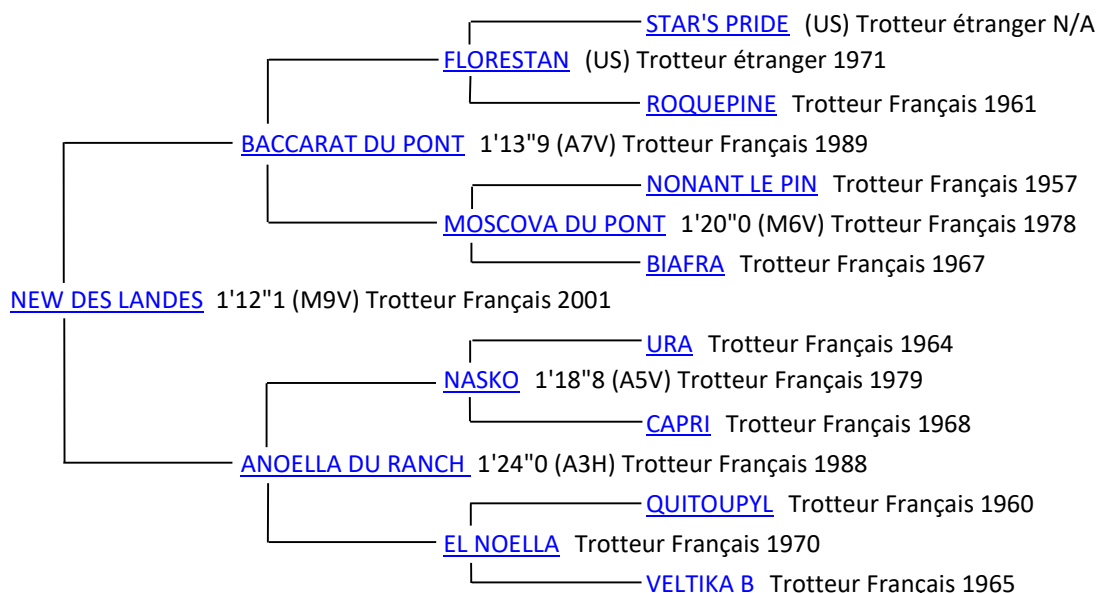 STAR'S PRIDE (US) Trotteur étranger N/A
FLORESTAN (US) Trotteur étranger 1971
ROQUEPINE Trotteur Français 1961
BACCARAT DU PONT 1'13"9 (A7V) Trotteur Français 1989
NONANT LE PIN Trotteur Français 1957
MOSCOVA DU PONT 1'20"0 (M6V) Trotteur Français 1978
BIAFRA Trotteur Français 1967
NEW DES LANDES 1'12"1 (M9V) Trotteur Français 2001
URA Trotteur Français 1964
NASKO 1'18"8 (A5V) Trotteur Français 1979
CAPRI Trotteur Français 1968
ANOELLA DU RANCH 1'24"0 (A3H) Trotteur Français 1988
QUITOUPYL Trotteur Français 1960
EL NOELLA Trotteur Français 1970
VELTIKA B Trotteur Français 1965